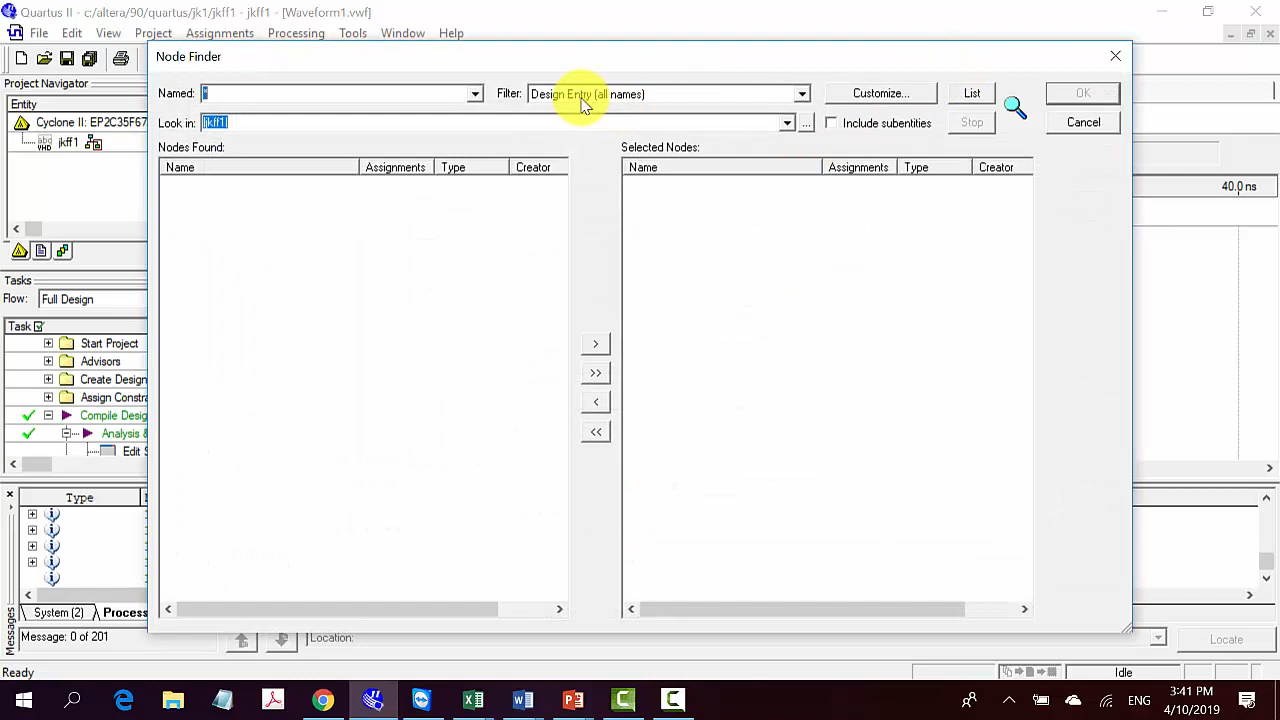 Quartus II - c:/altera/90/quartus/jk1/jkff1 - jkff1 - [Waveform1.vwf]
File Edit View Project Assignments Processing Tools Window Help
Project Navigator
Entity
Cyclone II: EP2C35F67
abc
VHD
jkff1
Tasks
Flow: Full Design
Task
Start Project
Advisors
Create Design
Assign Constra
Compile Desig
Analysis &
Edit S
Node Finder
Named: *
Filter: Design Entry (all names)
Customize...
List
OK
Look in: |jkff1|
...
Include subentities
Stop
Cancel
Nodes Found:
Selected Nodes:
Name Assignments Type Creator
Name Assignments Type Creator
>
>>
<
<<
40.0 ns
Type
System (2) Process
Messages
Message: 0 of 201
Location:
Locate
Ready
Idle
ENG
3:41 PM
4/10/2019